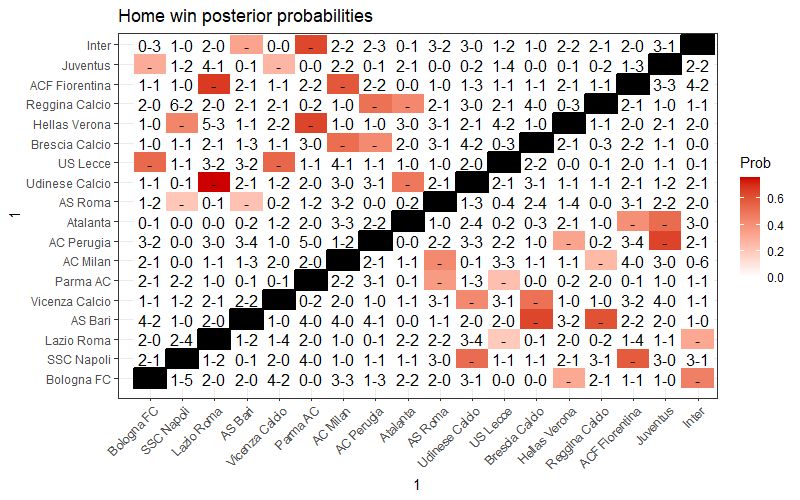 Home win posterior probabilities
Inter 0-3 1-0 2-0 - 0-0 - 2-2 2-3 0-1 3-2 3-0 1-2 1-0 2-2 2-1 2-0 3-1
Juventus - 1-2 4-1 0-1 - 0-0 2-2 0-1 2-1 0-0 0-2 1-4 0-0 0-1 0-2 1-3 2-2
ACF Fiorentina 1-1 1-0 - 2-1 1-1 2-2 - 2-2 0-0 1-0 1-3 1-1 1-1 2-1 1-1 3-3 4-2
Reggina Calcio 2-0 6-2 2-0 2-1 2-1 0-2 1-0 - - 2-1 3-0 2-1 4-0 0-3 2-1 1-0 1-1
Hellas Verona 1-0 - 5-3 1-1 2-2 - 1-0 1-0 3-0 3-1 2-1 4-2 1-0 1-1 2-0 2-1 2-0
Brescia Calcio 1-0 1-1 2-1 1-3 1-1 3-0 - - 1-0 3-1 4-2 0-3 2-1 0-3 2-2 1-1 0-0
US Lecce - 1-1 3-2 3-2 - 1-1 4-1 1-1 1-0 1-0 2-0 2-2 0-0 0-1 2-0 1-1 0-1
Udinese Calcio 1-1 0-1 - 2-1 1-2 2-0 3-0 3-1 - 2-1 2-1 3-1 1-1 1-1 1-0 1-2 2-1
AS Roma 1-2 - 0-1 - 0-2 1-2 3-2 0-0 0-2 1-3 0-4 2-4 1-4 0-0 3-1 2-2 2-0
Atalanta 0-1 0-0 0-0 0-2 1-2 2-0 3-3 2-2 1-0 2-4 0-2 0-3 2-1 1-0 - - 3-0
AC Perugia 3-2 0-0 3-0 3-4 1-0 5-0 1-2 0-0 2-2 3-3 2-2 1-0 - 0-2 3-4 - 2-1
AC Milan 2-1 0-0 1-1 1-3 2-0 2-0 2-1 1-1 - 1-1 3-3 1-1 2-1 - 4-0 3-0 0-6
Parma AC 2-1 2-2 1-0 0-1 0-1 2-2 3-1 0-1 - 1-3 - 0-0 0-2 2-0 0-1 1-0 1-1
Vicenza Calcio 1-1 1-2 2-1 2-2 0-2 2-0 1-0 1-1 3-1 - 3-1 - 1-0 1-0 3-2 4-0 1-1
AS Bari 4-2 1-0 2-0 1-0 4-0 4-0 4-1 0-0 1-1 2-0 2-0 - 3-2 - 2-2 2-0 1-0
Lazio Roma 2-0 2-4 1-2 1-4 2-0 1-0 1-1 2-2 2-2 3-4 - 0-1 2-0 0-2 1-4 1-1 -
SSC Napoli 2-1 1-0 0-1 2-0 4-0 1-0 1-1 1-1 3-0 - 1-1 1-1 2-1 3-1 - 3-0 3-1
Bologna FC 1-5 2-0 2-0 4-2 0-0 3-3 1-3 2-2 2-0 3-1 0-0 0-0 - 2-1 1-1 1-0 -
Bologna FC SSC Napoli Lazio Roma AS Bari Vicenza Calcio Parma AC AC Milan AC Perugia Atalanta AS Roma Udinese Calcio US Lecce Brescia Calcio Hellas Verona Reggina Calcio ACF Fiorentina Juventus Inter
1
1
Prob
0.6
0.4
0.2
0.0